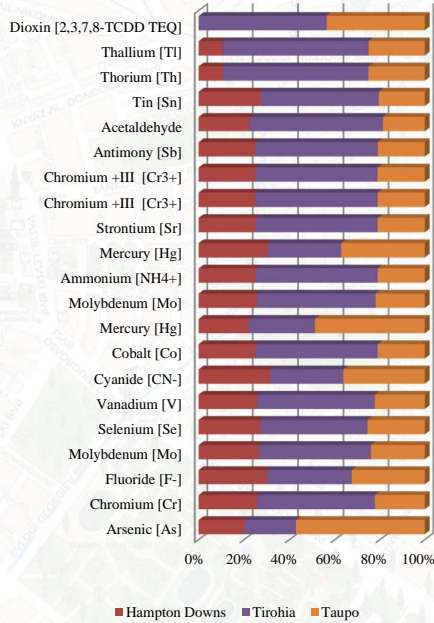 Dioxin [2,3,7,8-TCDD TEQ]
Thallium [Tl]
Thorium [Th]
Tin [Sn]
Acetaldehyde
Antimony [Sb]
Chromium +III [Cr3+]
Chromium +III [Cr3+]
Strontium [Sr]
Mercury [Hg]
Ammonium [NH4+]
Molybdenum [Mo]
Mercury [Hg]
Cobalt [Co]
Cyanide [CN-]
Vanadium [V]
Selenium [Se]
Molybdenum [Mo]
Fluoride [F-]
Chromium [Cr]
Arsenic [As]
0% 20% 40% 60% 80% 100%
Hampton Downs Tirohia Taupo